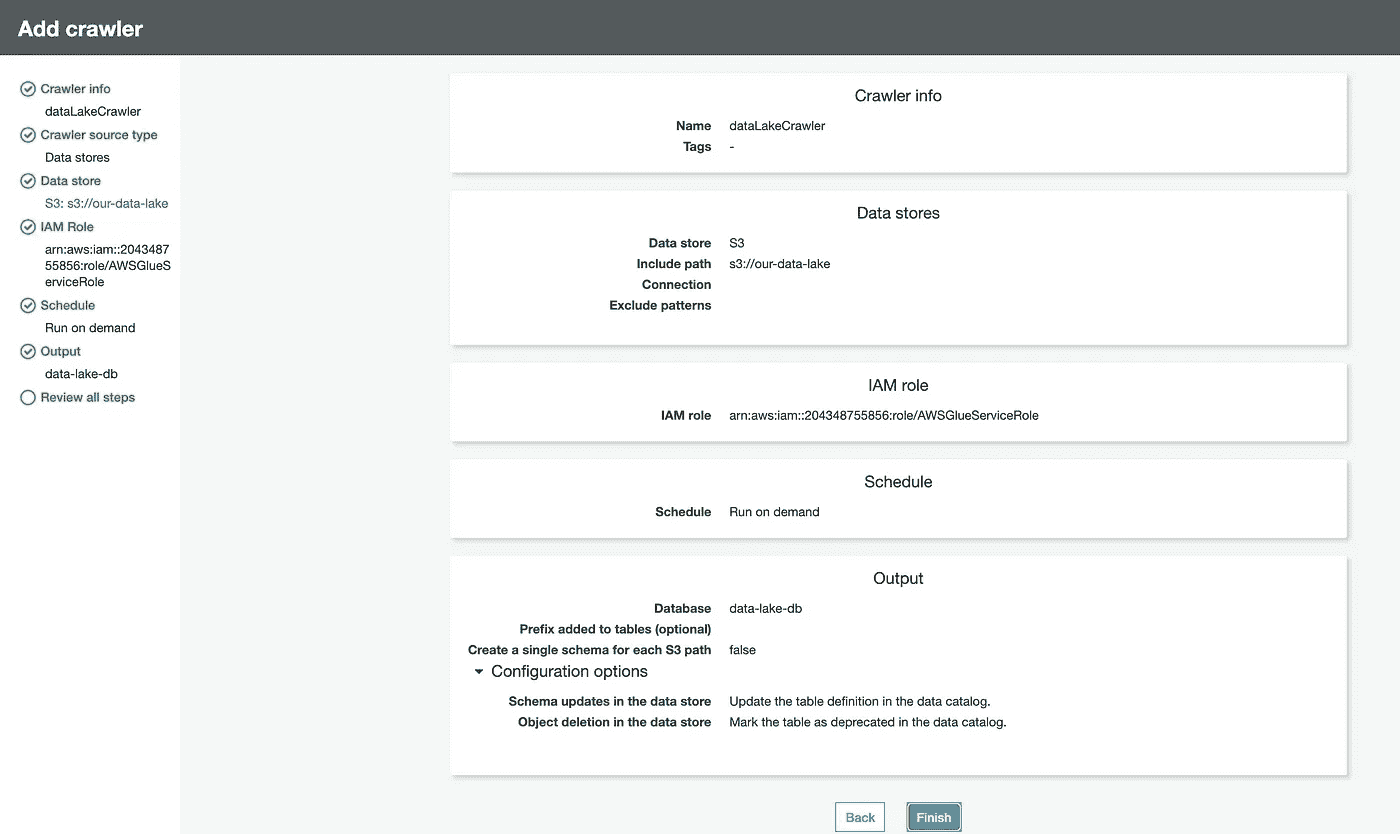 Add crawler
Crawler info
dataLakeCrawler
Crawler source type
Data stores
Data store
S3: s3://our-data-lake
IAM Role
arn:aws:iam::2043487
55856:role/AWSGlueS
erviceRole
Schedule
Run on demand
Output
data-lake-db
Review all steps
Crawler info
Name dataLakeCrawler
Tags -
Data stores
Data store S3
Include path s3://our-data-lake
Connection
Exclude patterns
IAM role
IAM role arn:aws:iam::204348755856:role/AWSGlueServiceRole
Schedule
Schedule Run on demand
Output
Database data-lake-db
Prefix added to tables (optional)
Create a single schema for each S3 path false
Configuration options
Schema updates in the data store Update the table definition in the data catalog.
Object deletion in the data store Mark the table as deprecated in the data catalog.
Back Finish